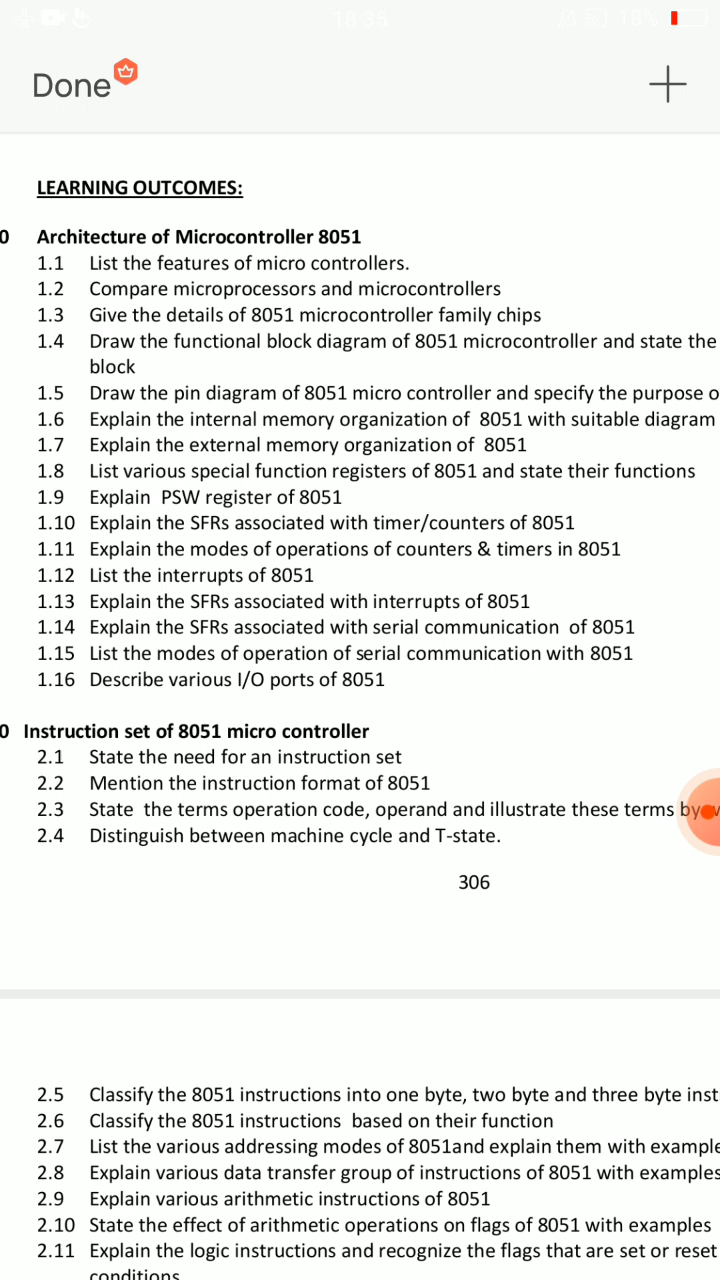 18:35
18%
Done
LEARNING OUTCOMES:
0 Architecture of Microcontroller 8051
1.1 List the features of micro controllers.
1.2 Compare microprocessors and microcontrollers
1.3 Give the details of 8051 microcontroller family chips
1.4 Draw the functional block diagram of 8051 microcontroller and state the
block
1.5 Draw the pin diagram of 8051 micro controller and specify the purpose o
1.6 Explain the internal memory organization of 8051 with suitable diagram
1.7 Explain the external memory organization of 8051
1.8 List various special function registers of 8051 and state their functions
1.9 Explain PSW register of 8051
1.10 Explain the SFRs associated with timer/counters of 8051
1.11 Explain the modes of operations of counters & timers in 8051
1.12 List the interrupts of 8051
1.13 Explain the SFRs associated with interrupts of 8051
1.14 Explain the SFRs associated with serial communication of 8051
1.15 List the modes of operation of serial communication with 8051
1.16 Describe various I/O ports of 8051
0 Instruction set of 8051 micro controller
2.1 State the need for an instruction set
2.2 Mention the instruction format of 8051
2.3 State the terms operation code, operand and illustrate these terms by
2.4 Distinguish between machine cycle and T-state.
306
2.5 Classify the 8051 instructions into one byte, two byte and three byte inst
2.6 Classify the 8051 instructions based on their function
2.7 List the various addressing modes of 8051and explain them with example
2.8 Explain various data transfer group of instructions of 8051 with examples
2.9 Explain various arithmetic instructions of 8051
2.10 State the effect of arithmetic operations on flags of 8051 with examples
2.11 Explain the logic instructions and recognize the flags that are set or reset
conditions